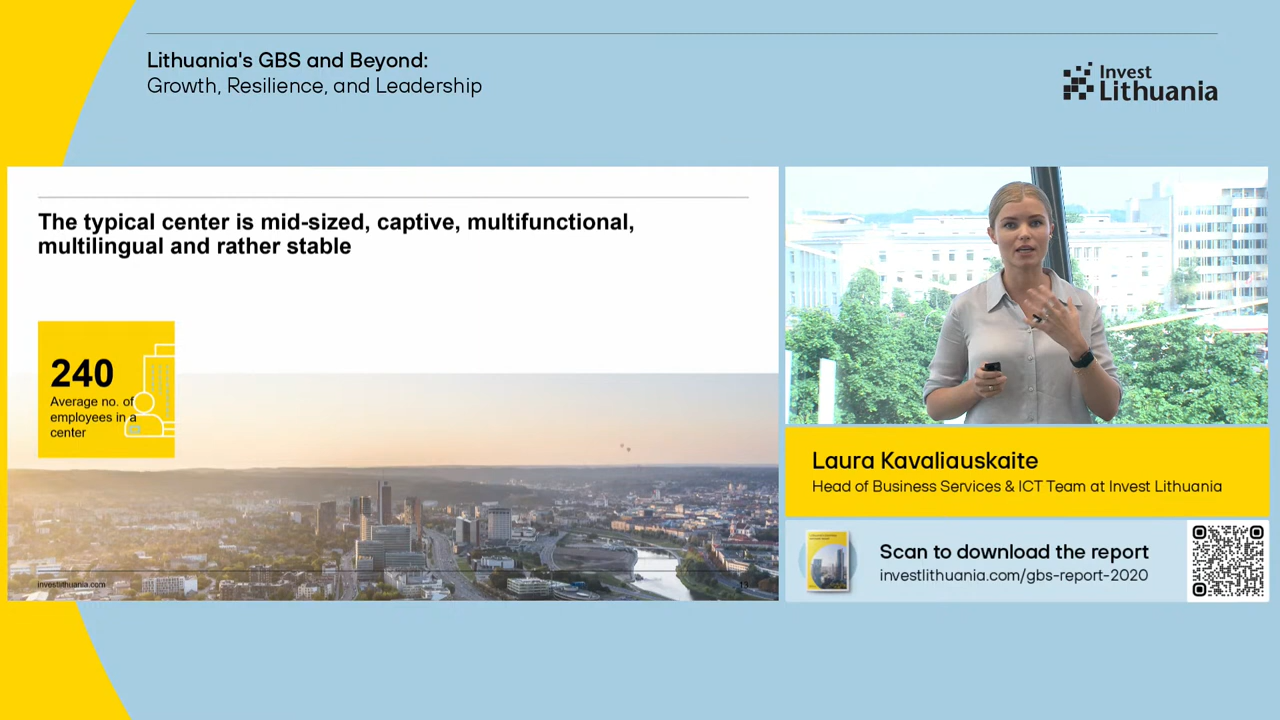 Lithuania's GBS and Beyond:
Growth, Resilience, and Leadership
Invest
Lithuania
The typical center is mid-sized, captive, multifunctional,
multilingual and rather stable
240
Average no. of
employees in a
center
investlithuania.com
13
Laura Kavaliauskaite
Head of Business Services & ICT Team at Invest Lithuania
Scan to download the report
investlithuania.com/gbs-report-2020